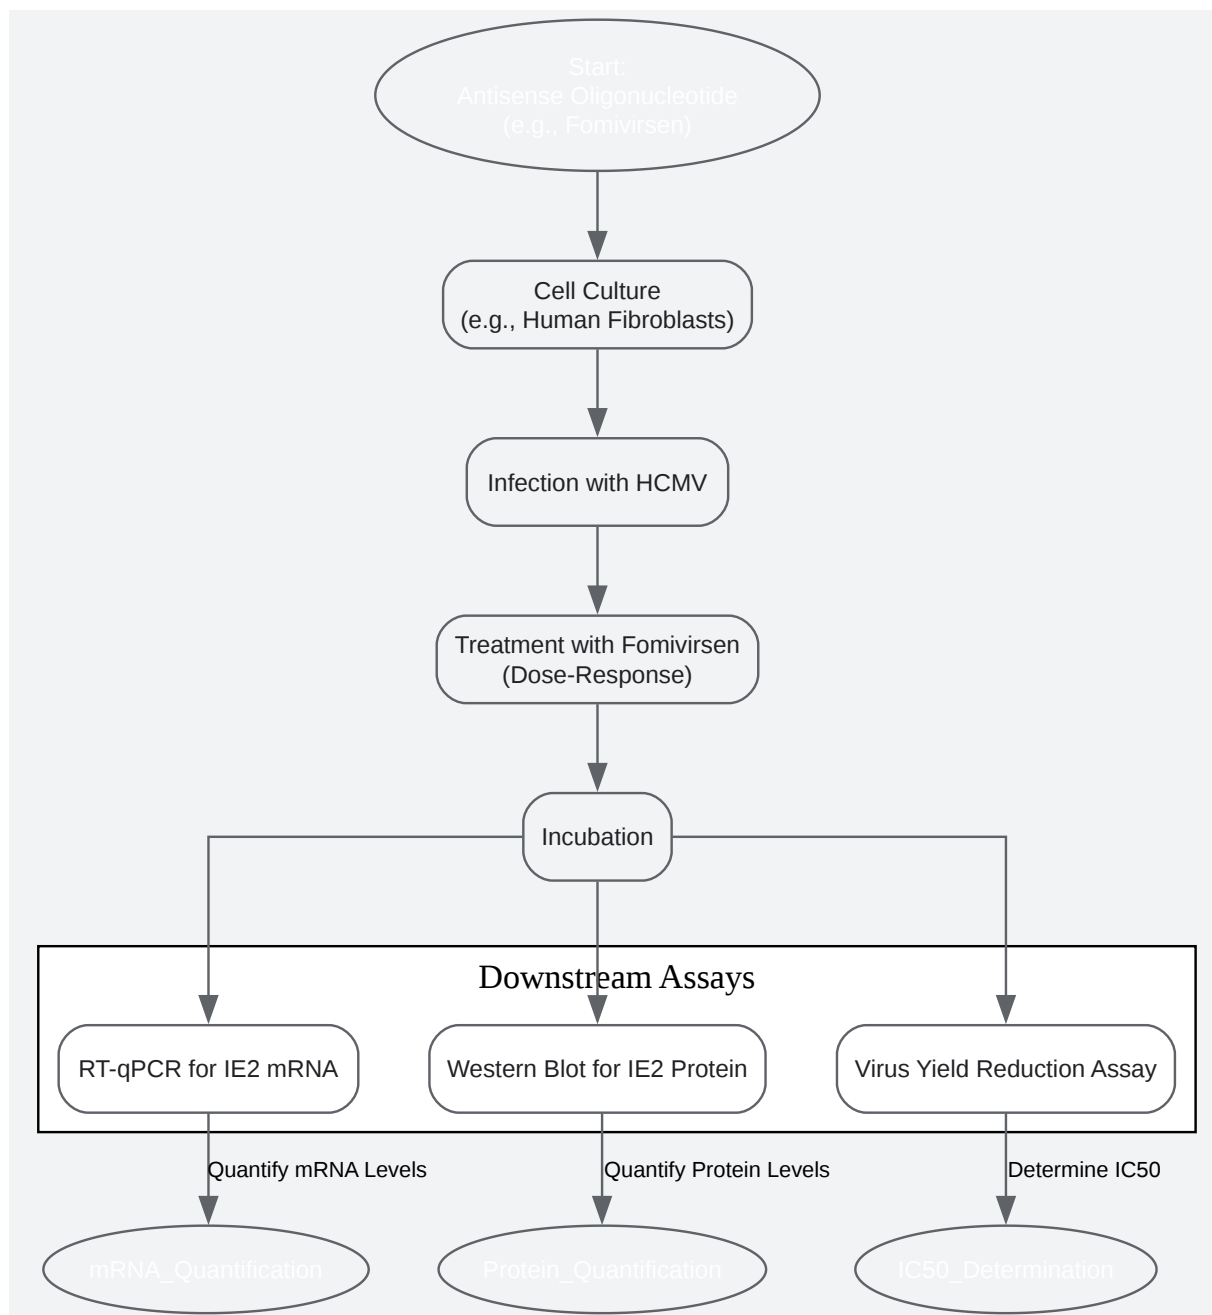 Start:
Antisense Oligonucleotide
(e.g., Fomivirsen)
Cell Culture
(e.g., Human Fibroblasts)
Infection with HCMV
Treatment with Fomivirsen
(Dose-Response)
Incubation
Downstream Assays
RT-qPCR for IE2 mRNA
Western Blot for IE2 Protein
Virus Yield Reduction Assay
Quantify mRNA Levels
Quantify Protein Levels
Determine IC50
mRNA_Quantification
Protein_Quantification
IC50_Determination